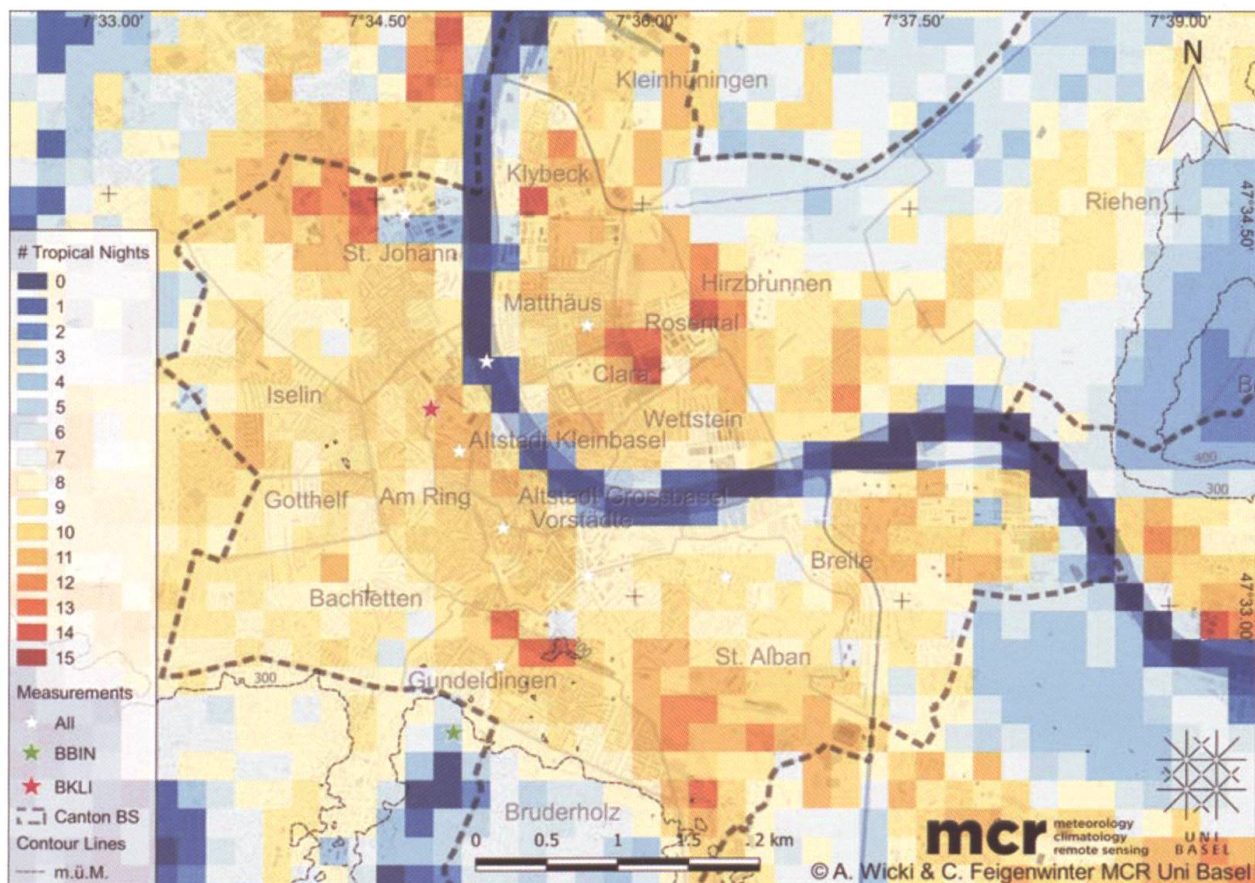 7°33.00' 7°34.50' 7°36.00' 7°37.50' 7°39.00'
Kleinhüningen
N
Klybeck
Riehen
47°34.50'
# Tropical Nights
0
1
2
3
4
5
6
7
8
9
10
11
12
13
14
15
St. Johann
Hirzbrunnen
Matthäus
Rosental
Clara
Iselin
Wettstein
B
Altstadt Kleinbasel
400
300
Gotthelf
Am Ring
Altstadt Grossbasel
Vorstädte
Breite
Bachletten
47°33.00'
300
St. Alban
Gundeldingen
300
Measurements
All
BBIN
BKLI
Canton BS
Contour Lines
m.ü.M.
Bruderholz
0 0.5 1 2 km
mcr meteorology
climatology
remote sensing
UNI
BASEL
© A. Wicki & C. Feigenwinter MCR Uni Basel